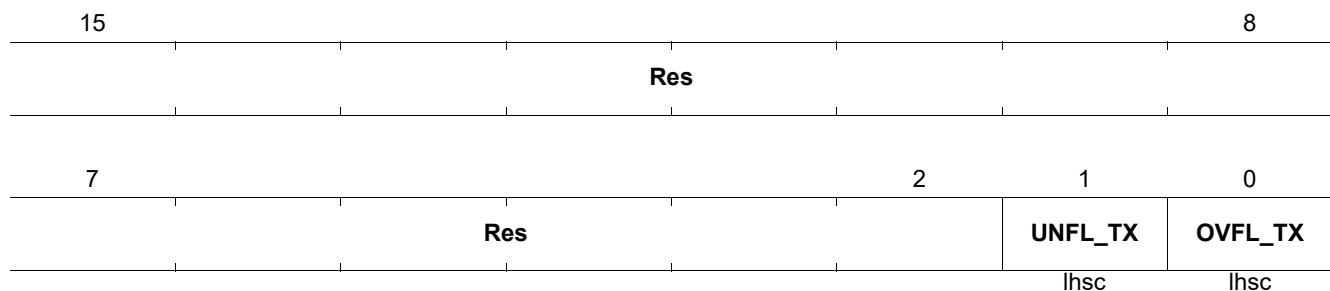 15 8
Res
7 2 1 0
Res UNFL_TX OVFL_TX
lhsc lhsc